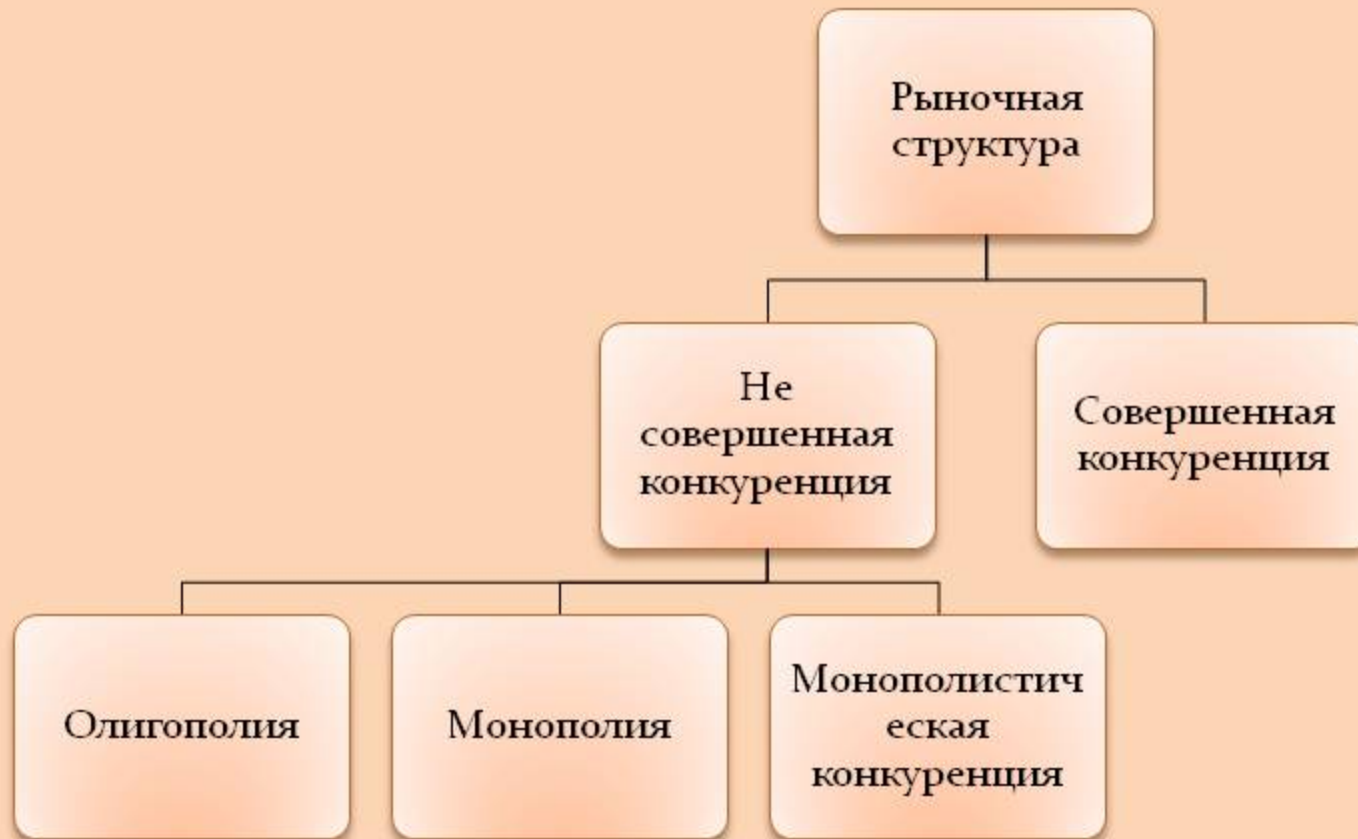 Рыночная
структура
Не
совершенная
конкуренция
Совершенная
конкуренция
Олигополия
Монополия
Монополистич
еская
конкуренция